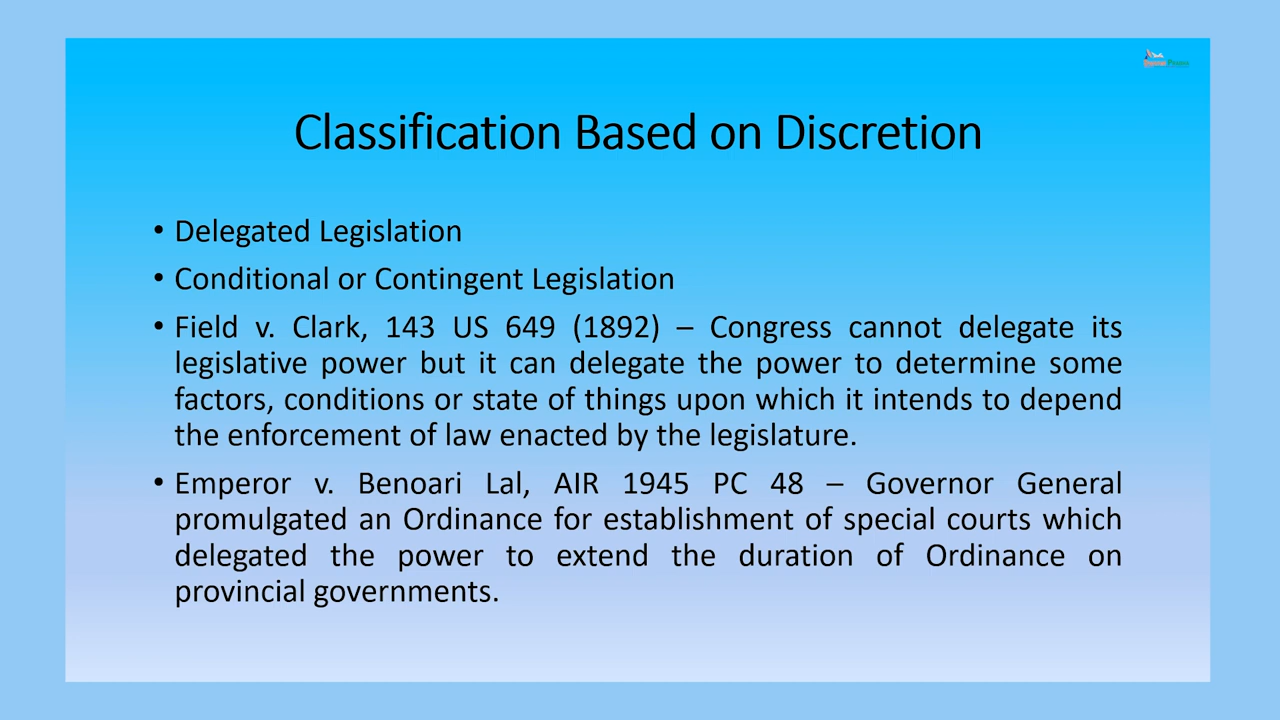 Classification Based on Discretion
• Delegated Legislation
• Conditional or Contingent Legislation
• Field v. Clark, 143 US 649 (1892) – Congress cannot delegate its
legislative power but it can delegate the power to determine some
factors, conditions or state of things upon which it intends to depend
the enforcement of law enacted by the legislature.
• Emperor v. Benoari Lal, AIR 1945 PC 48 – Governor General
promulgated an Ordinance for establishment of special courts which
delegated the power to extend the duration of Ordinance on
provincial governments.